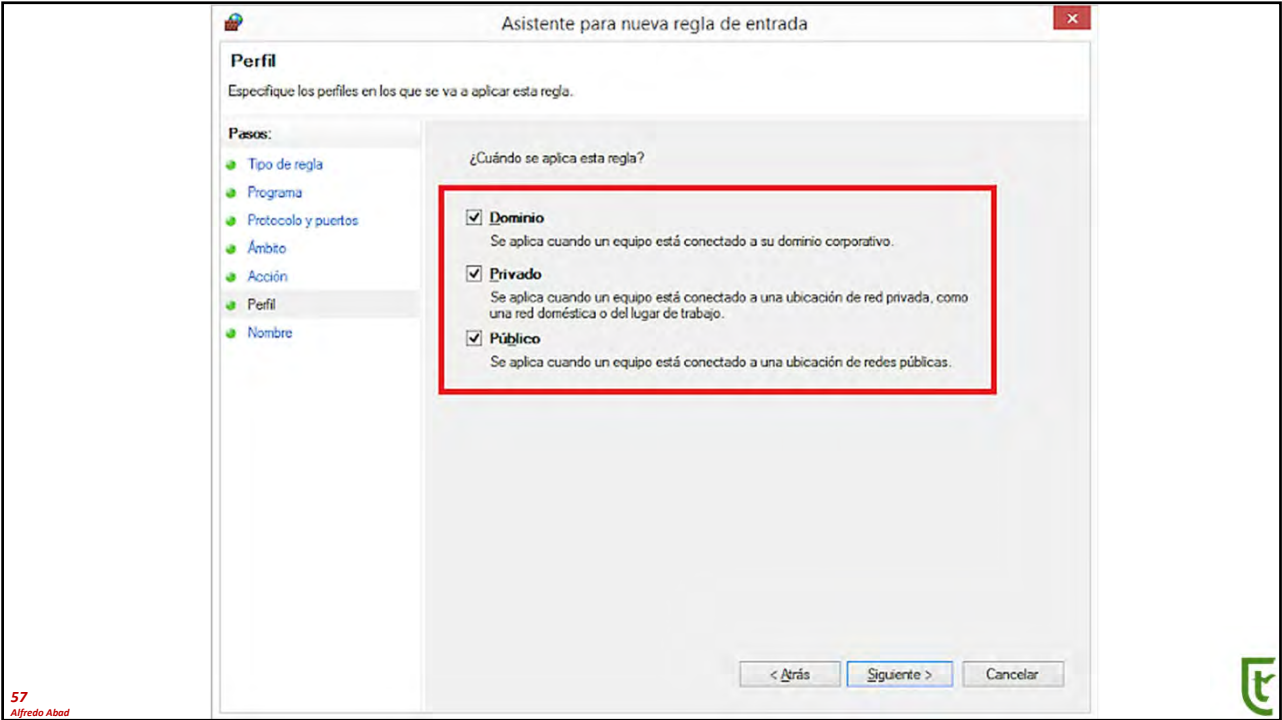 Asistente para nueva regla de entrada
Perfil
Especifique los perfiles en los que se va a aplicar esta regla.
Pasos:
Tipo de regla
Programa
Protocolo y puertos
Ámbito
Acción
Perfil
Nombre
¿Cuándo se aplica esta regla?
Dominio
Se aplica cuando un equipo está conectado a su dominio corporativo.
Privado
Se aplica cuando un equipo está conectado a una ubicación de red privada, como
una red doméstica o del lugar de trabajo.
Público
Se aplica cuando un equipo está conectado a una ubicación de redes públicas.
< Atrás
Siguiente >
Cancelar
57
Alfredo Abad